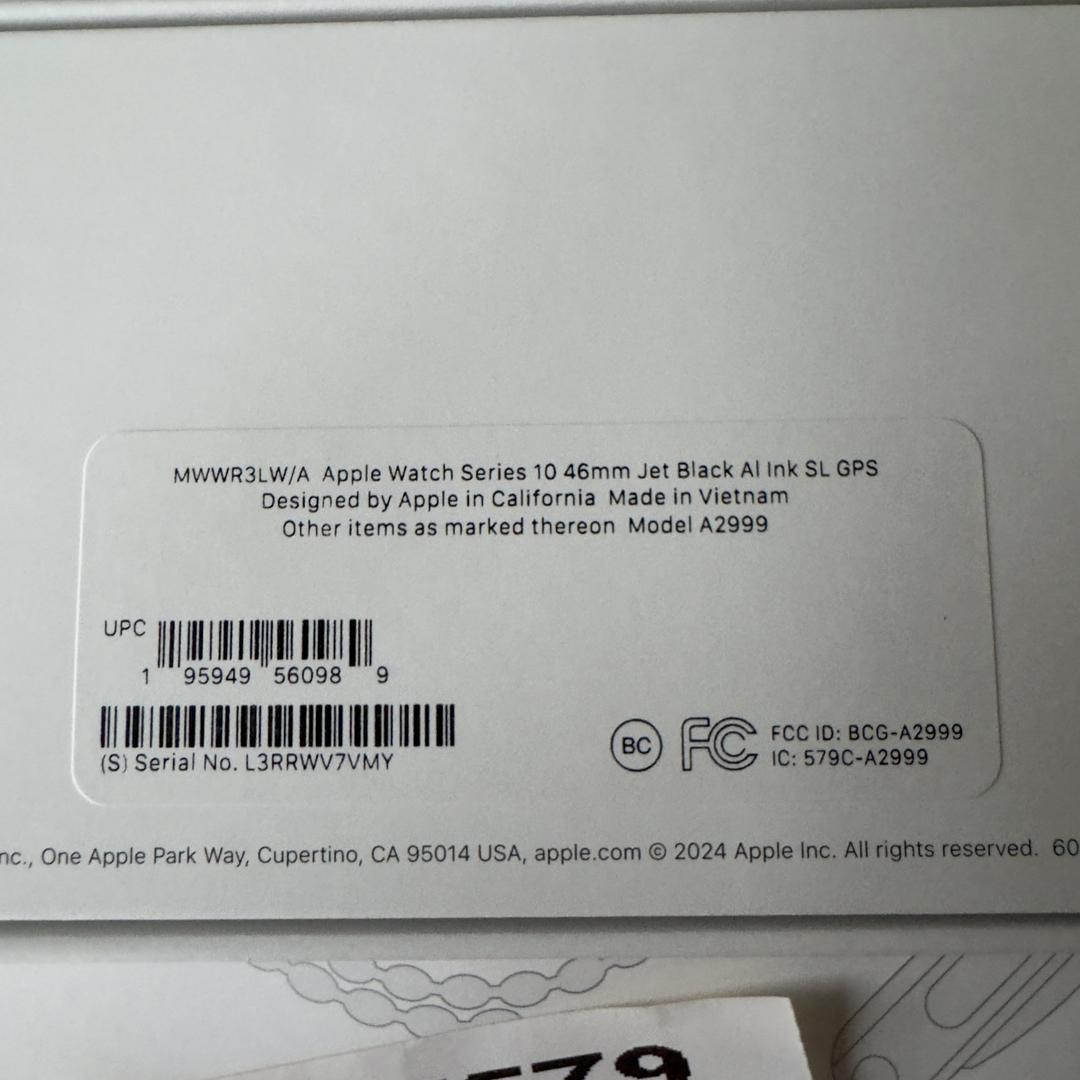 MWWR3LW/A Apple Watch Series 10 46mm Jet Black Al Ink SL GPS
Designed by Apple in California Made in Vietnam
Other items as marked thereon Model A2999
UPC
1 95949 56098 9
(S) Serial No. L3RRWV7VMY
BC FC FCC ID: BCG-A2999
IC: 579C-A2999
One Apple Park Way, Cupertino, CA 95014 USA, apple.com © 2024 Apple Inc. All rights reserved.